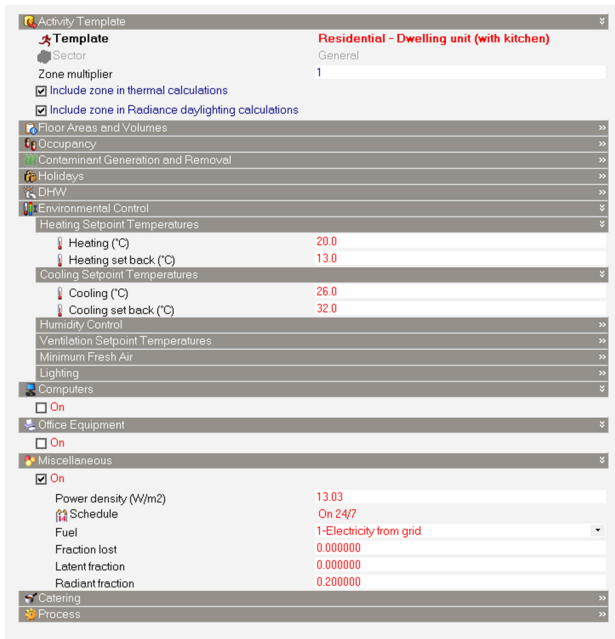 Activity Template
Template Residential - Dwelling unit (with kitchen)
Sector General
Zone multiplier 1
Include zone in thermal calculations
Include zone in Radiance daylighting calculations
Floor Areas and Volumes
Occupancy
Contaminant Generation and Removal
Holidays
DHW
Environmental Control
Heating Setpoint Temperatures
Heating (°C) 20.0
Heating set back (°C) 13.0
Cooling Setpoint Temperatures
Cooling (°C) 26.0
Cooling set back (°C) 32.0
Humidity Control
Ventilation Setpoint Temperatures
Minimum Fresh Air
Lighting
Computers
On
Office Equipment
On
Miscellaneous
On
Power density (W/m2) 13.03
Schedule On 24/7
Fuel 1-Electricity from grid
Fraction lost 0.000000
Latent fraction 0.000000
Radiant fraction 0.200000
Catering
Process